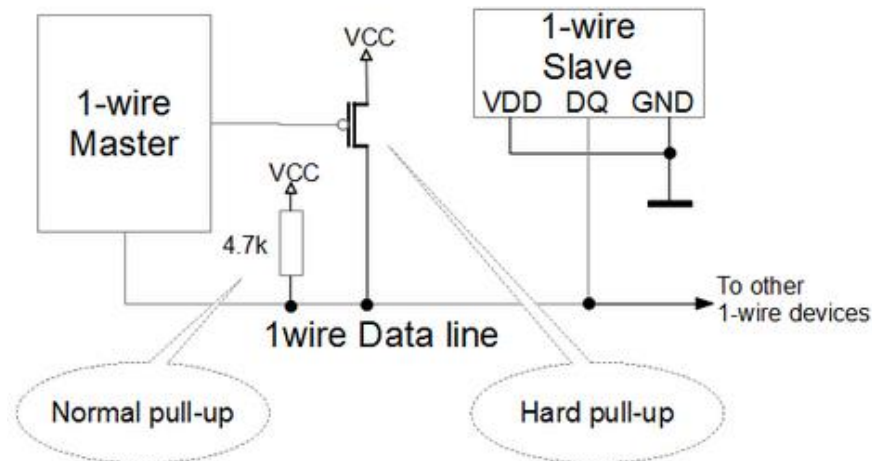 1-wire
Master
VCC
VCC
4.7k
1-wire
Slave
VDD DQ GND
1wire Data line
To other
1-wire devices
Normal pull-up
Hard pull-up